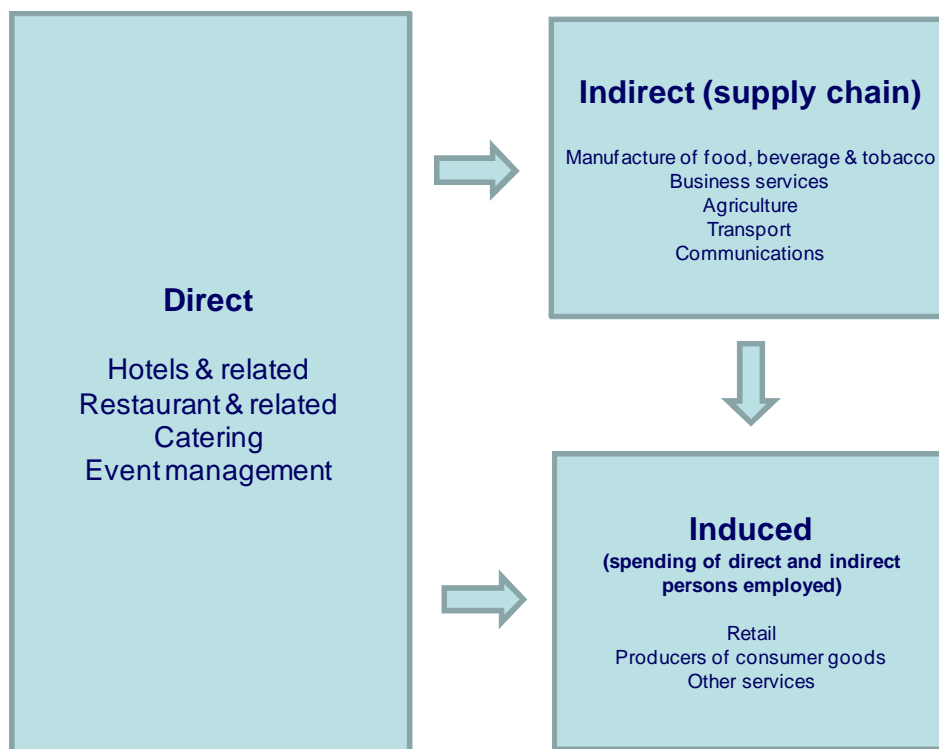 Direct
Hotels & related
Restaurant & related
Catering
Event management
Indirect (supply chain)
Manufacture of food, beverage & tobacco
Business services
Agriculture
Transport
Communications
Induced
(spending of direct and indirect
persons employed)
Retail
Producers of consumer goods
Other services